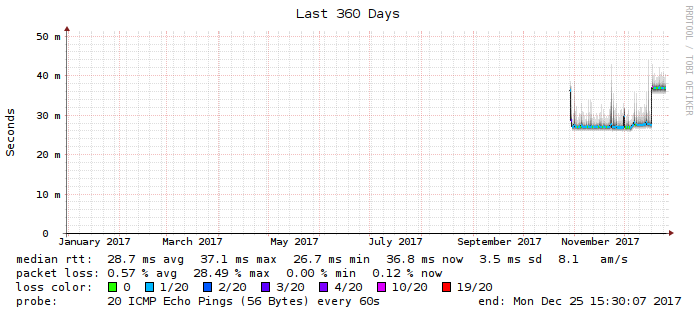 Last 360 Days
RRDTOOL / TOBI OETIKER
Seconds
50 m
40 m
30 m
20 m
10 m
0
January 2017 March 2017 May 2017 July 2017 September 2017 November 2017
median rtt: 28.7 ms avg 37.1 ms max 26.7 ms min 36.8 ms now 3.5 ms sd 8.1 am/s
packet loss: 0.57 % avg 28.49 % max 0.00 % min 0.12 % now
loss color: 0 1/20 2/20 3/20 4/20 10/20 19/20
probe: 20 ICMP Echo Pings (56 Bytes) every 60s end: Mon Dec 25 15:30:07 2017